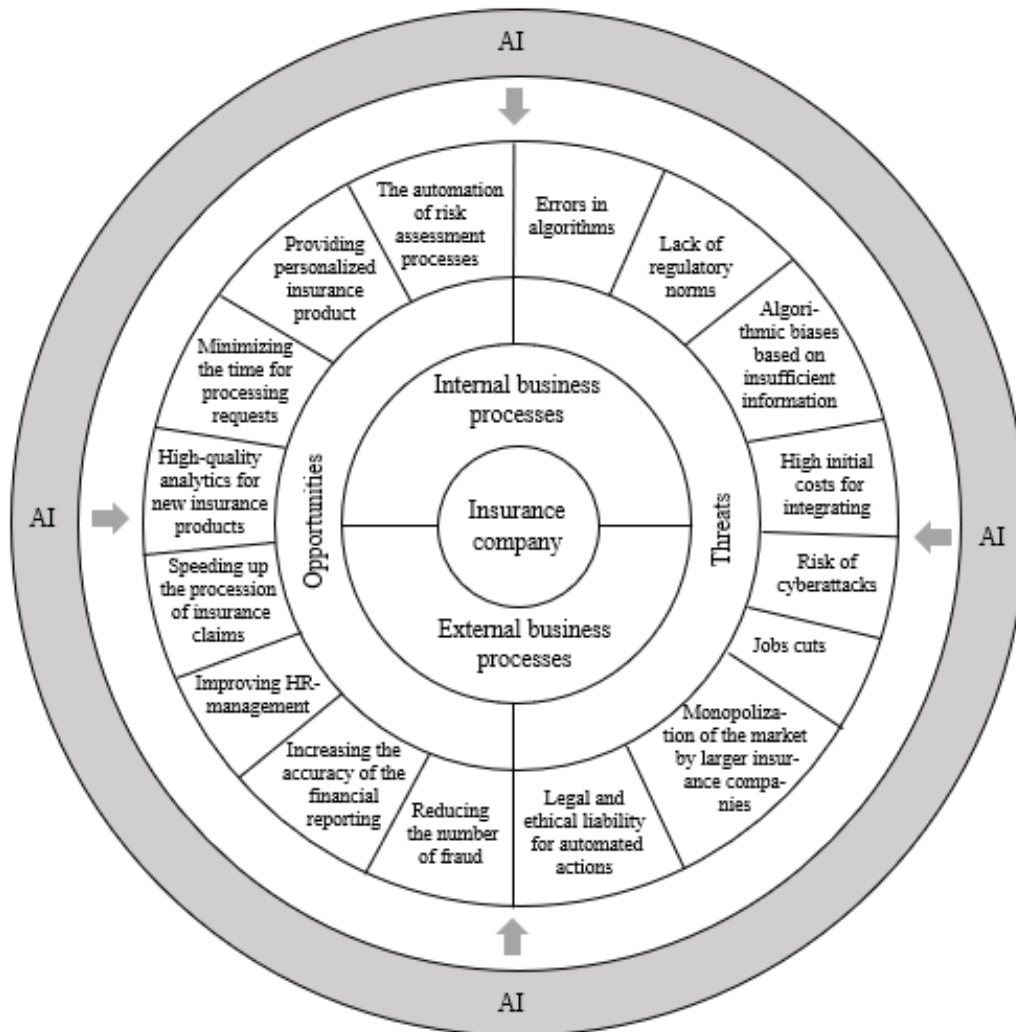 AI
The automation
of risk
assessment
processes
Errors in
algorithms
Providing
personalized
insurance
product
Lack of
regulatory
norms
Minimizing
the time for
processing
requests
Algori-
thmic biases
based on
insufficient
information
Internal business
processes
High-quality
analytics for
new insurance
products
High initial
costs for
integrating
AI
Opportunities
Insurance
company
Threats
AI
Speeding up
the procession
of insurance
claims
Risk of
cyberattacks
External business
processes
Jobs cuts
Improving HR-
management
Monopoliza-
tion of the market
by larger insur-
ance compa-
nies
Increasing the
accuracy of the
financial
reporting
Reducing
the number
of fraud
Legal and
ethical liability
for automated
actions
AI